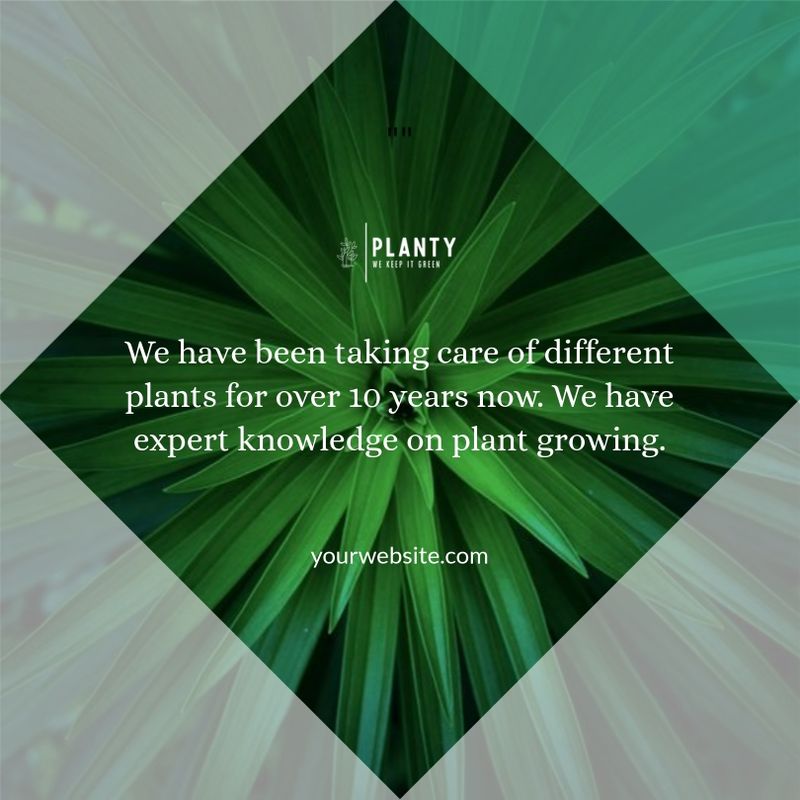 "
PLANTY
WE KEEP IT GREEN
We have been taking care of different
plants for over 10 years now. We have
expert knowledge on plant growing.
yourwebsite.com